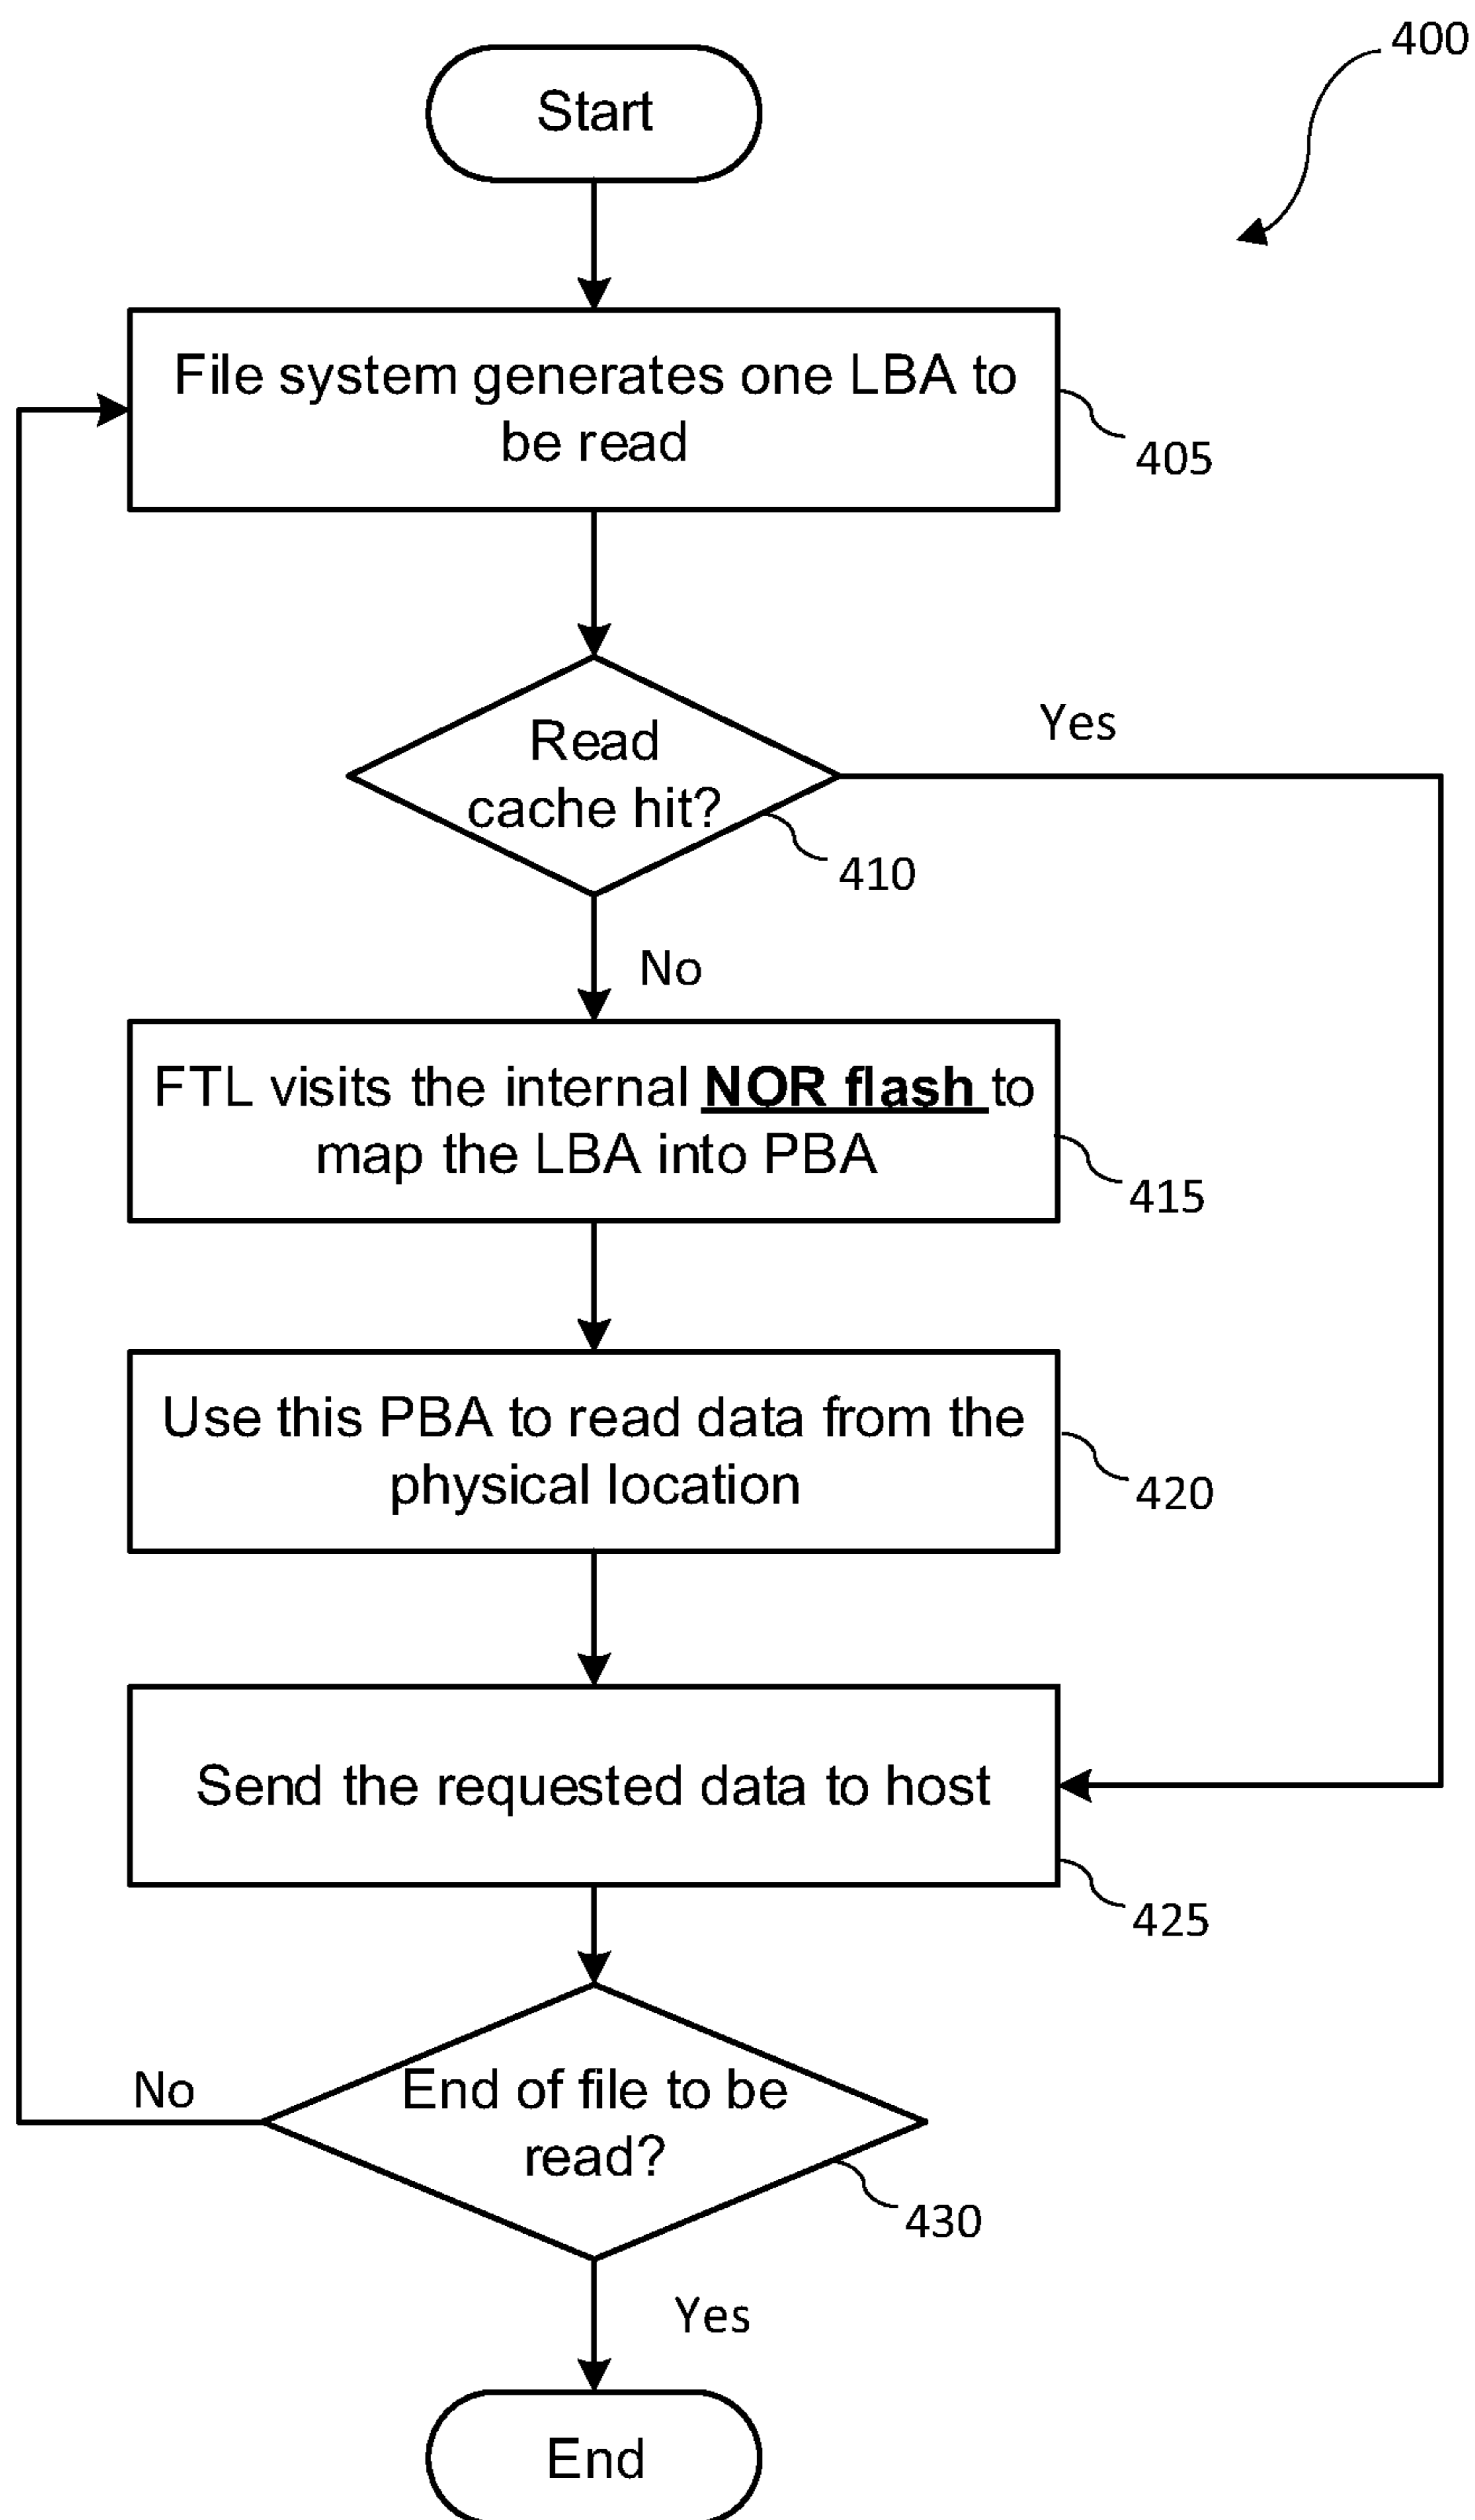 400
Start
File system generates one LBA to
be read
405
Read
cache hit?
Yes
410
No
FTL visits the internal NOR flash to
map the LBA into PBA
415
Use this PBA to read data from the
physical location
420
Send the requested data to host
425
No
End of file to be
read?
430
Yes
End